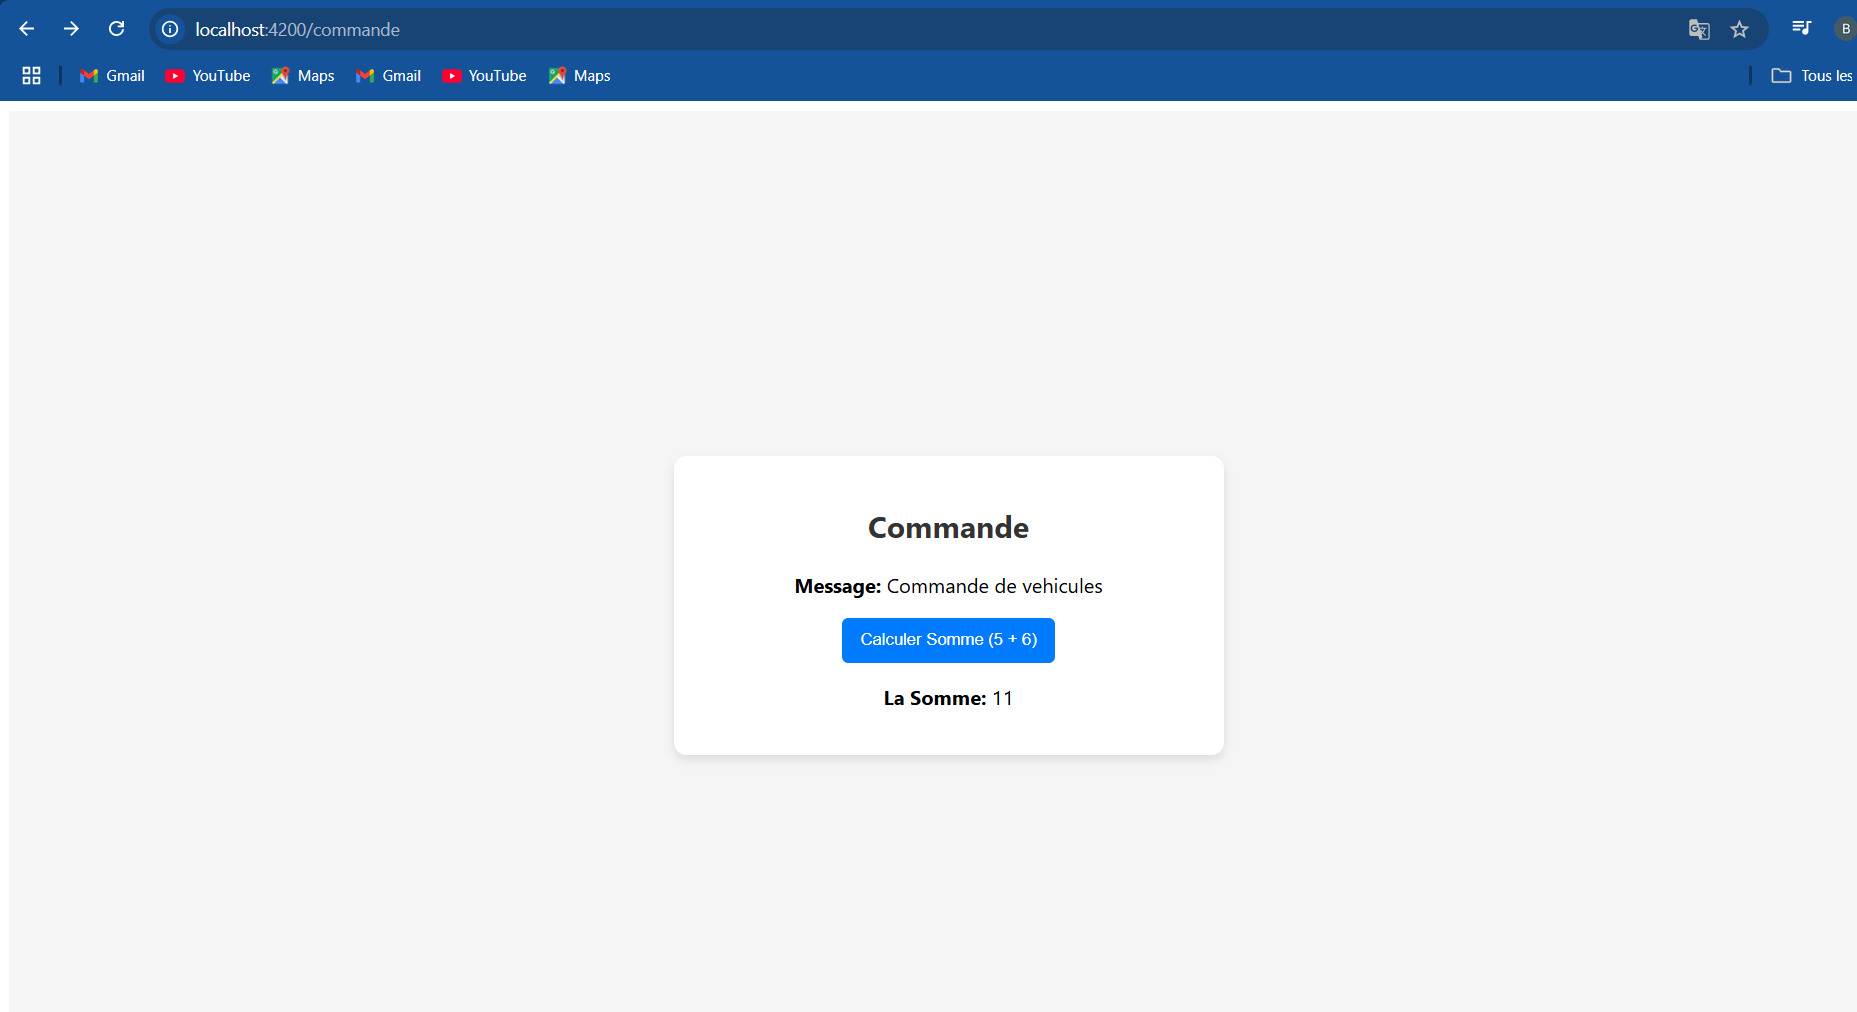 localhost:4200/commande
B
Gmail YouTube Maps Gmail YouTube Maps Tous les
Commande
Message: Commande de vehicules
Calculer Somme (5 + 6)
La Somme: 11